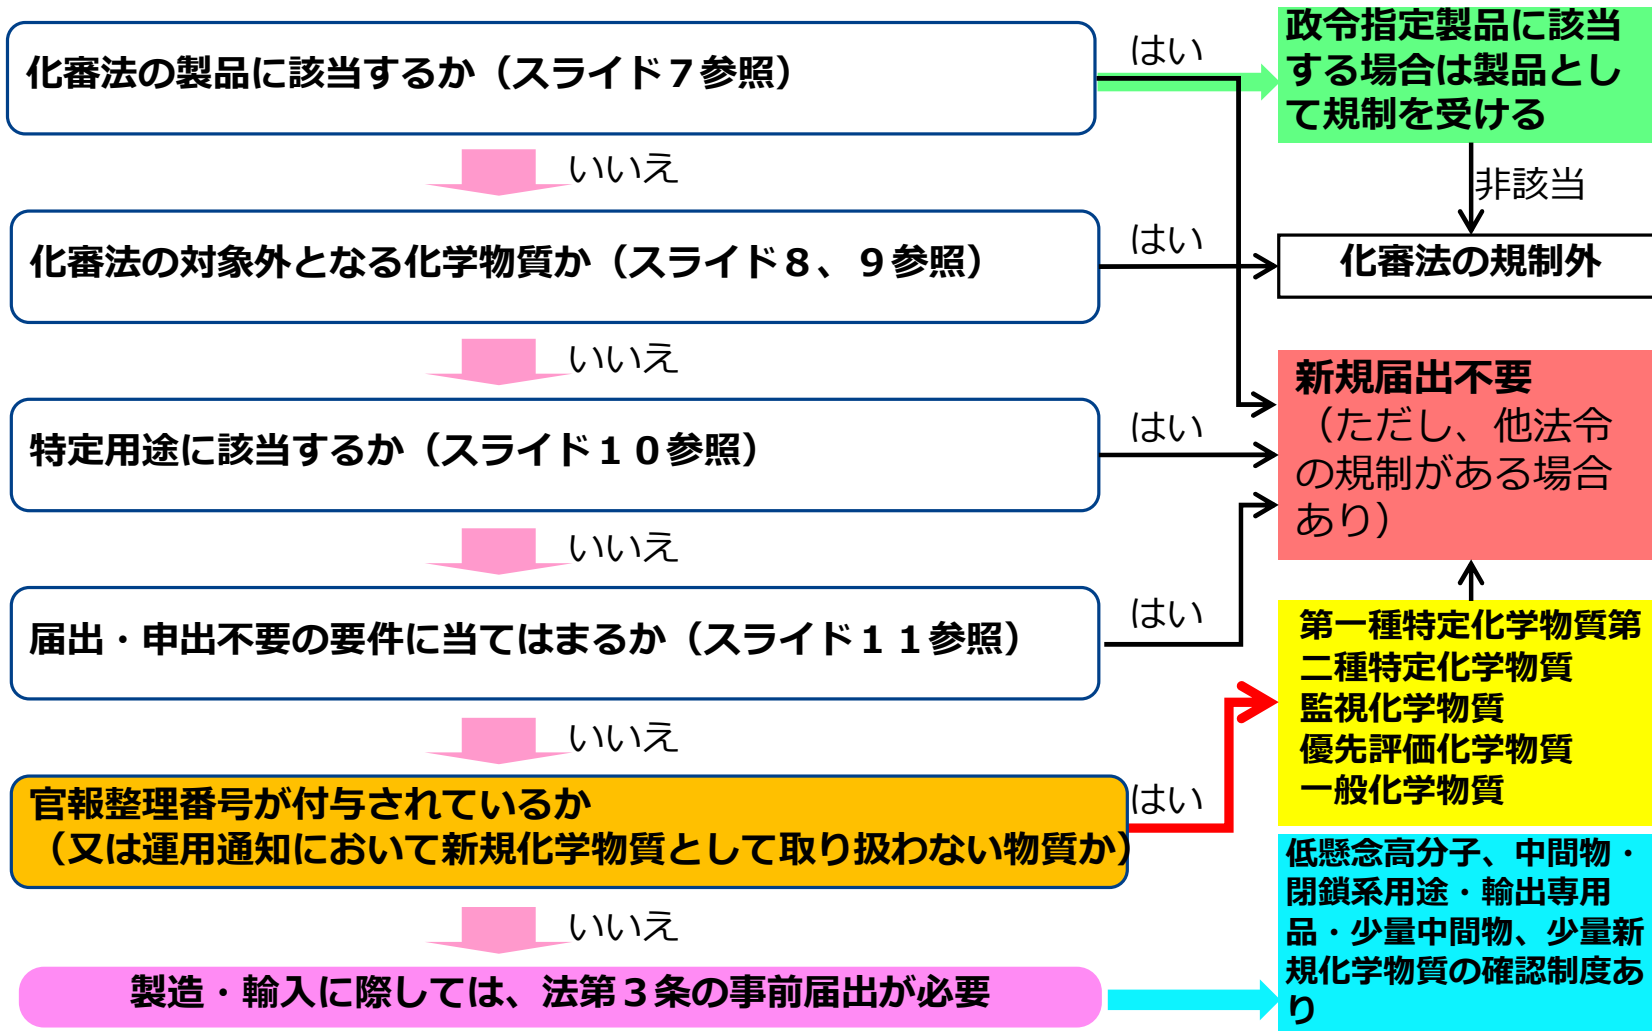 化審法の製品に該当するか（スライド７参照）
はい
政令指定製品に該当
する場合は製品とし
て規制を受ける
いいえ
非該当
化審法の対象外となる化学物質か（スライド８、９参照）
はい
化審法の規制外
いいえ
特定用途に該当するか（スライド１０参照）
はい
新規届出不要
（ただし、他法令
の規制がある場合
あり）
いいえ
届出・申出不要の要件に当てはまるか（スライド１１参照）
はい
第一種特定化学物質第
二種特定化学物質
監視化学物質
優先評価化学物質
一般化学物質
いいえ
官報整理番号が付与されているか
（又は運用通知において新規化学物質として取り扱わない物質か）
はい
低懸念高分子、中間物・
閉鎖系用途・輸出専用
品・少量中間物、少量新
規化学物質の確認制度あ
り
いいえ
製造・輸入に際しては、法第３条の事前届出が必要